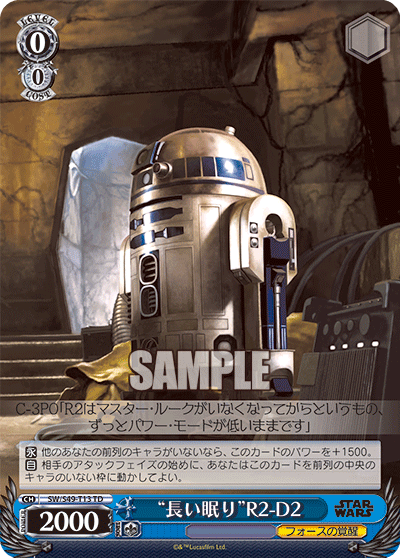 LEVEL
0
0
COST
SAMPLE
C-3PO「R2はマスター・ルークがいなくなってからというもの、
ずっとパワー・モードが低いままです」
永 他のあなたの前列のキャラがいないなら、このカードのパワーを＋1500。
自 相手のアタックフェイズの始めに、あなたはこのカードを前列の中央
のキャラのいない枠に動かしてよい。
CH SW/S49-T13 TD
POWER
2000
“長い眠り”R2-D2
STAR WARS
フォースの覚醒
©&™Lucasfilm Ltd.